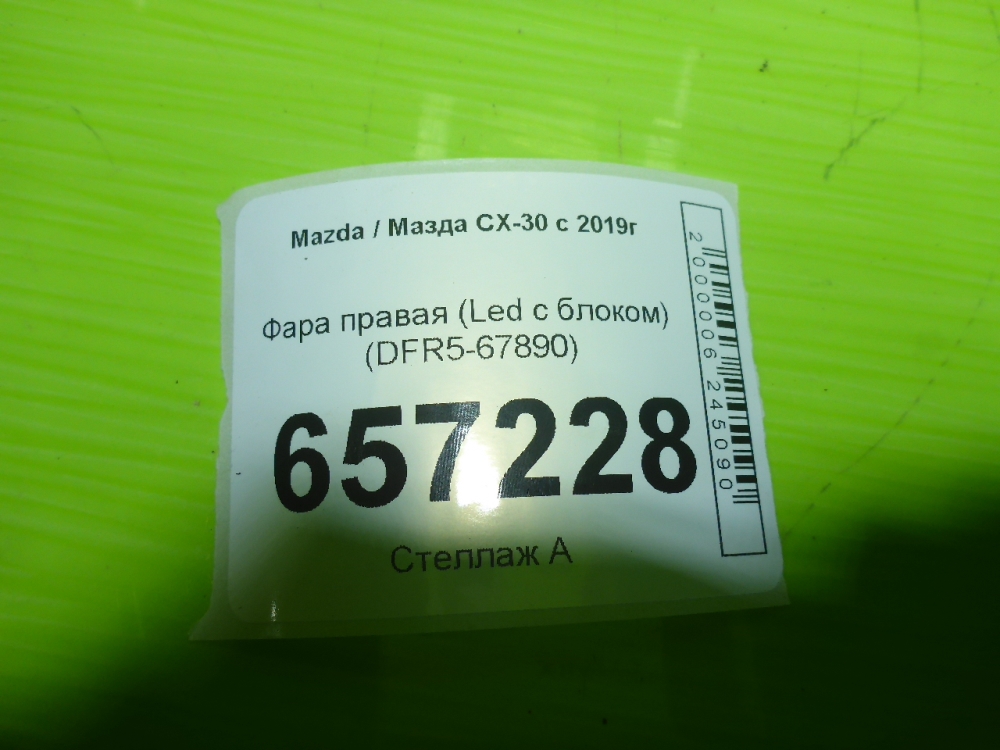 Mazda / Мазда CX-30 с 2019г
Фара правая (Led с блоком)
(DFR5-67890)
657228
Стеллаж А
2000006245090